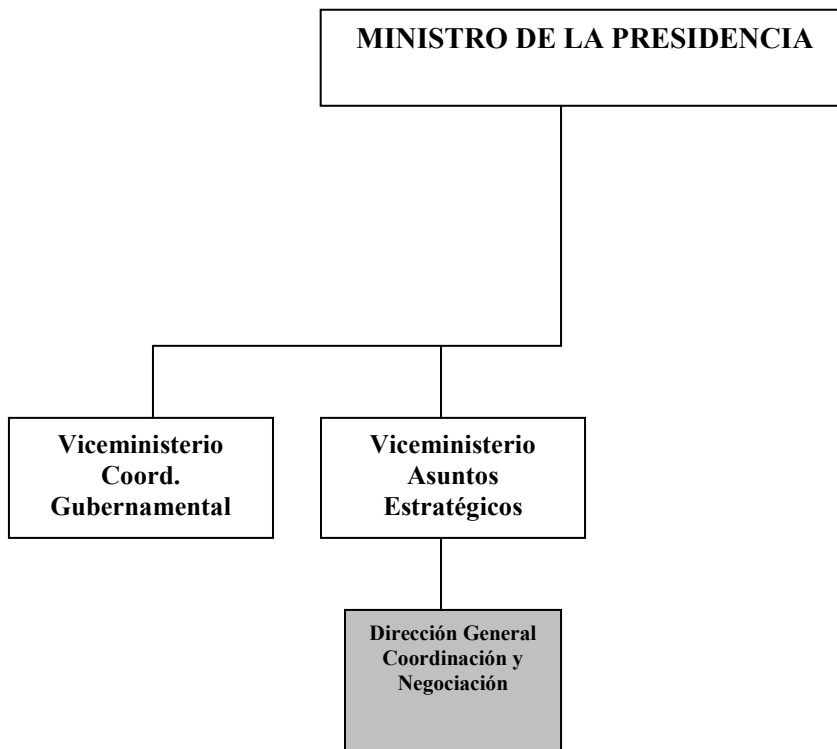 MINISTRO DE LA PRESIDENCIA
Viceministerio
Coord.
Gubernamental
Viceministerio
Asuntos
Estratégicos
Dirección General
Coordinación y
Negociación